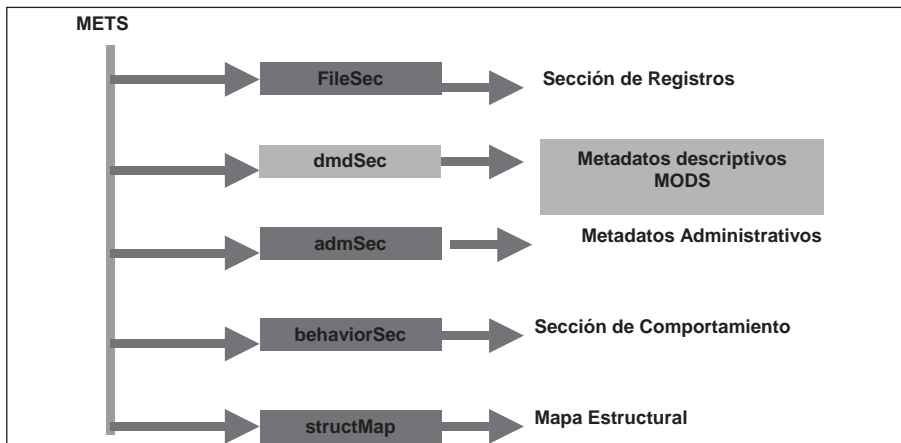 METS
FileSec
Sección de Registros
dmdSec
Metadatos descriptivos
MODS
admSec
Metadatos Administrativos
behaviorSec
Sección de Comportamiento
structMap
Mapa Estructural